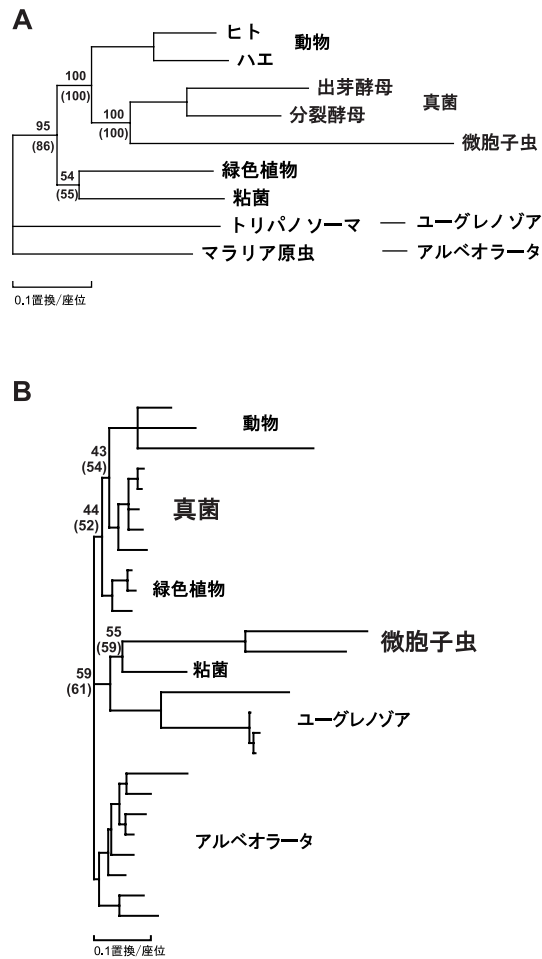 A
ヒト
動物
ハエ
100
(100)
出芽酵母
真菌
100
(100)
分裂酵母
95
(86)
微胞子虫
54
(55)
緑色植物
粘菌
トリパノソーマ — ユーグレノゾア
マラリア原虫 — アルベオラータ
0.1置換/座位
B
動物
43
(54)
真菌
44
(52)
緑色植物
55
(59)
微胞子虫
粘菌
59
(61)
ユーグレノゾア
アルベオラータ
0.1置換/座位